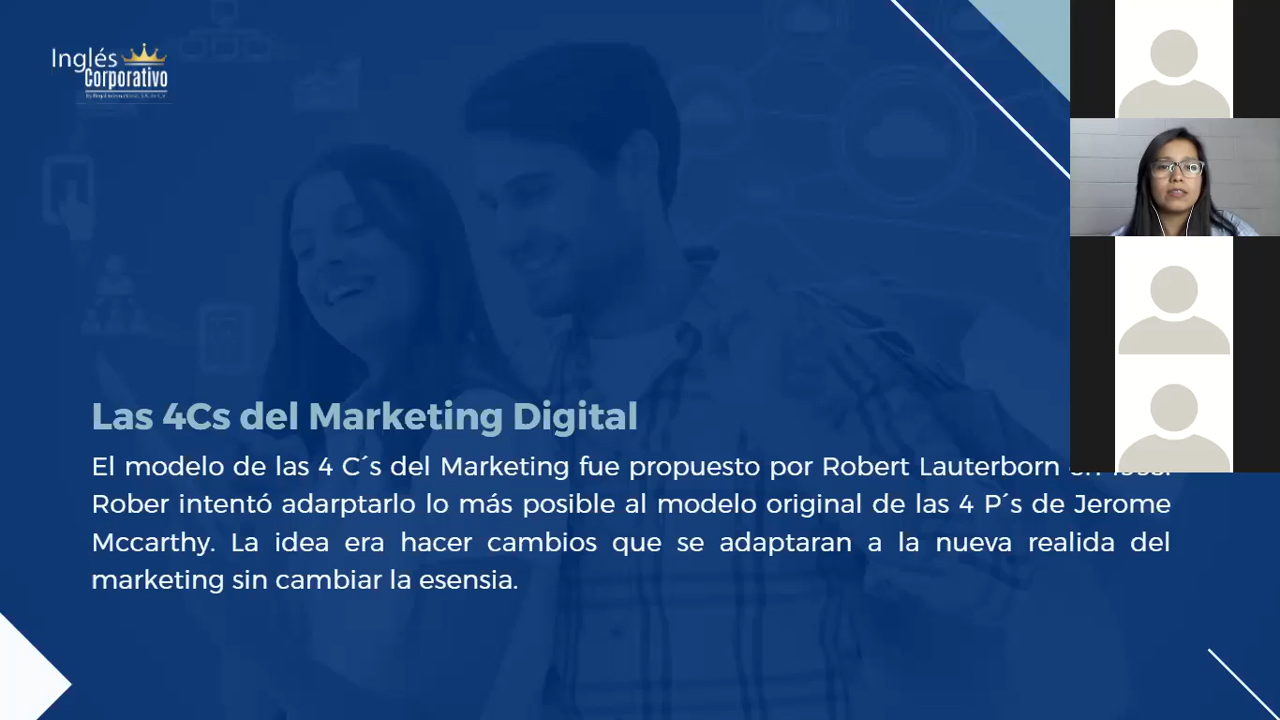 Inglés
Corporativo
Las 4Cs del Marketing Digital
El modelo de las 4 C´s del Marketing fue propuesto por Robert Lauterborn
Rober intentó adarptarlo lo más posible al modelo original de las 4 P´s de Jerome
Mccarthy. La idea era hacer cambios que se adaptaran a la nueva realida del
marketing sin cambiar la esensia.